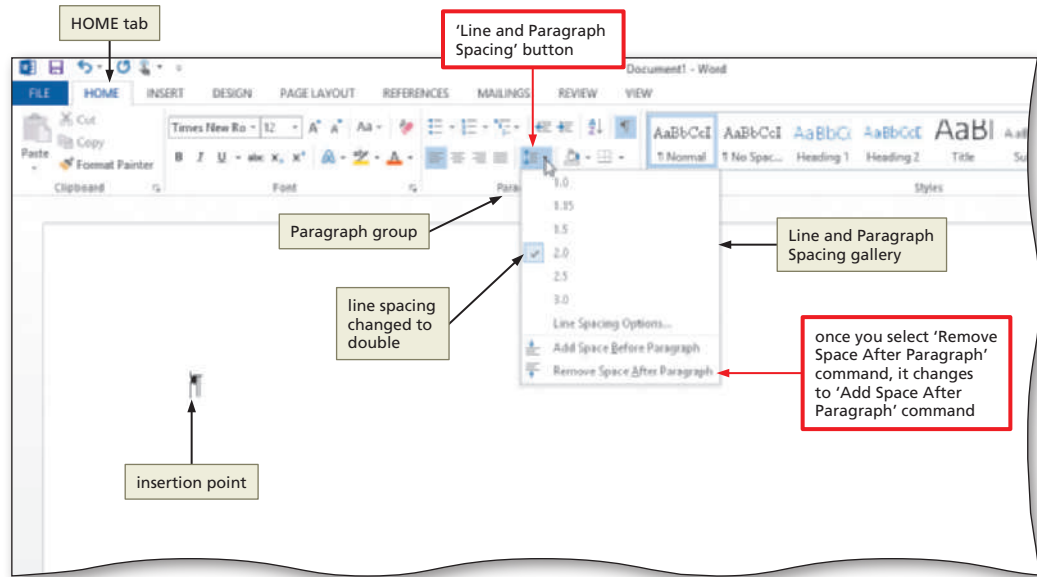 HOME tab
'Line and Paragraph
Spacing' button
Document1 - Word
FILE HOME INSERT DESIGN PAGE LAYOUT REFERENCES MAILINGS REVIEW VIEW
Cut
Copy
Format Painter
Paste
Clipboard
Times New Ro 12
Aa
B I U abc X₂ X²
Font
AaBbCcI AaBbCcI AaBbCc AaBbCcE AaBl
¶ Normal ¶ No Spac... Heading 1 Heading 2 Title
Styles
Paragraph group
1.0
1.15
1.5
2.0
2.5
3.0
Line Spacing Options...
Add Space Before Paragraph
Remove Space After Paragraph
Line and Paragraph
Spacing gallery
line spacing
changed to
double
once you select 'Remove
Space After Paragraph'
command, it changes
to 'Add Space After
Paragraph' command
¶
insertion point